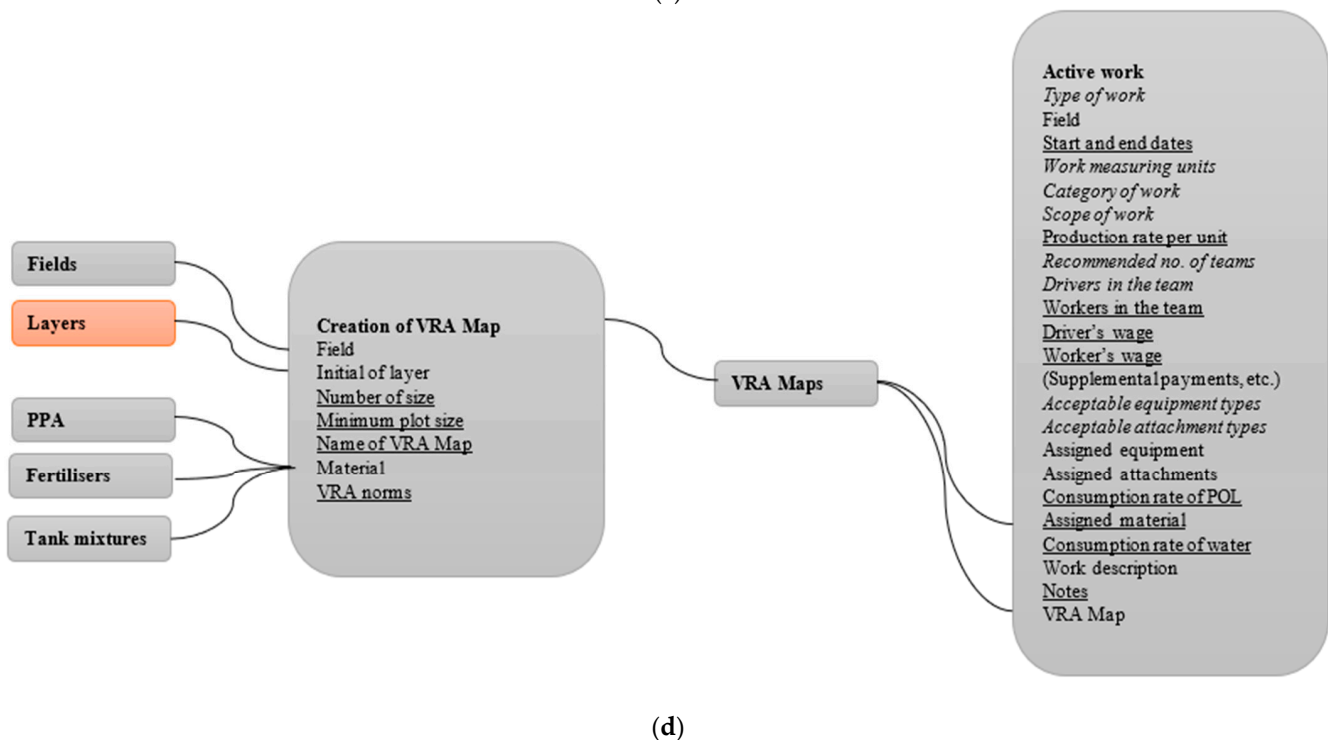 Fields
Layers
PPA
Fertilisers
Tank mixtures
Creation of VRA Map
Field
Initial of layer
Number of size
Minimum plot size
Name of VRA Map
Material
VRA norms
VRA Maps
Active work
Type of work
Field
Start and end dates
Work measuring units
Category of work
Scope of work
Production rate per unit
Recommended no. of teams
Drivers in the team
Workers in the team
Driver's wage
Worker's wage
(Supplemental payments, etc.)
Acceptable equipment types
Acceptable attachment types
Assigned equipment
Assigned attachments
Consumption rate of POL
Assigned material
Consumption rate of water
Work description
Notes
VRA Map
(d)